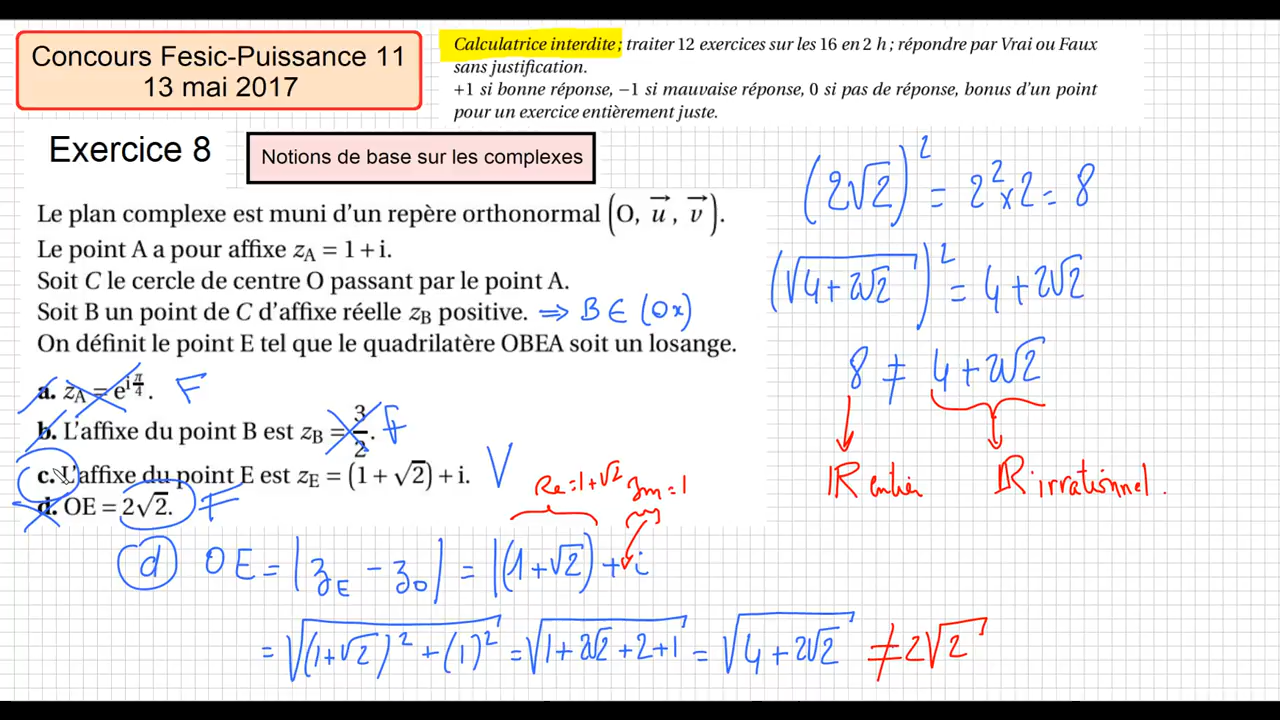 Concours Fesic-Puissance 11
13 mai 2017
Calculatrice interdite ; traiter 12 exercices sur les 16 en 2 h ; répondre par Vrai ou Faux
sans justification.
+1 si bonne réponse, −1 si mauvaise réponse, 0 si pas de réponse, bonus d'un point
pour un exercice entièrement juste.
Exercice 8
Notions de base sur les complexes
Le plan complexe est muni d'un repère orthonormal (O, u⃗, v⃗).
Le point A a pour affixe z_A = 1 + i.
Soit C le cercle de centre O passant par le point A.
Soit B un point de C d'affixe réelle z_B positive. ⇒ B ∈ (Ox)
On définit le point E tel que le quadrilatère OBEA soit un losange.
a. z_A = e^{iπ/4}. F
b. L'affixe du point B est z_B = 3/2. F
c. L'affixe du point E est z_E = (1 + √2) + i. V
d. OE = 2√2. F
(2√2)² = 2² × 2 = 8
(√(4 + 2√2))² = 4 + 2√2
8 ≠ 4 + 2√2
ℝ entier ℝ irrationnel.
Re = 1 + √2 Im = 1
d OE = |z_E − z_O| = |(1 + √2) + i
= √((1 + √2)² + (1)²) = √(1 + 2√2 + 2 + 1) = √(4 + 2√2) ≠ 2√2